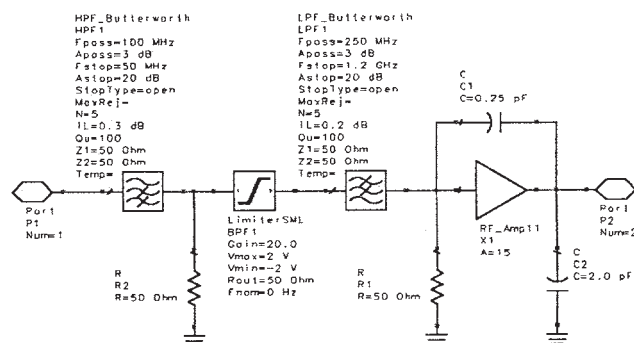 HPF_Butterworth
HPF1
Fpass=100 MHz
Apass=3 dB
Fstop=50 MHz
Astop=20 dB
StopType=open
MaxRej=
N=5
IL=0.3 dB
Qu=100
Z1=50 Ohm
Z2=50 Ohm
Temp=
LPF_Butterworth
LPF1
Fpass=250 MHz
Apass=3 dB
Fstop=1.2 GHz
Astop=20 dB
StopType=open
MaxRej=
N=5
IL=0.2 dB
Qu=100
Z1=50 Ohm
Z2=50 Ohm
Temp=
C
C1
C=0.25 pF
Port
P1
Num=1
R
R2
R=50 Ohm
LimiterSML
BPF1
Gain=20.0
Vmax=2 V
Vmin=-2 V
Rout=50 Ohm
Fnom=0 Hz
R
R1
R=50 Ohm
RF_Amp11
X1
A=15
C
C2
C=2.0 pF
Port
P2
Num=2